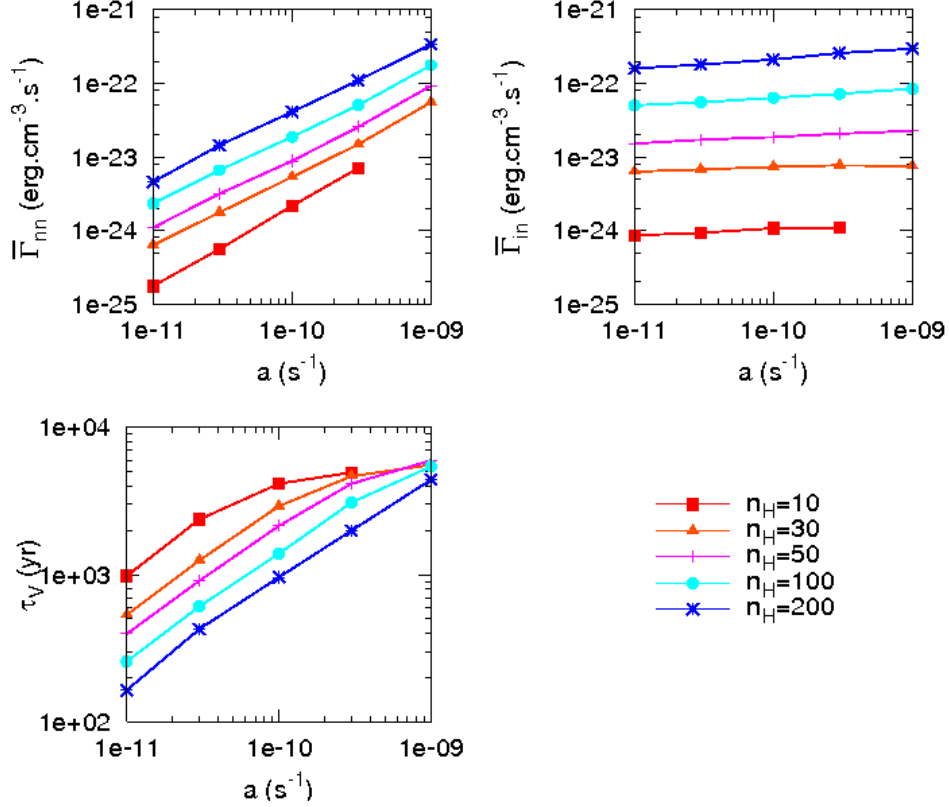 1e-21
1e-22
1e-23
1e-24
1e-25
Γ̅nn (erg.cm-3.s-1)
1e-11 1e-10 1e-09
a (s-1)
1e-21
1e-22
1e-23
1e-24
1e-25
Γ̅in (erg.cm-3.s-1)
1e-11 1e-10 1e-09
a (s-1)
1e+04
1e+03
1e+02
τV (yr)
1e-11 1e-10 1e-09
a (s-1)
nH=10
nH=30
nH=50
nH=100
nH=200